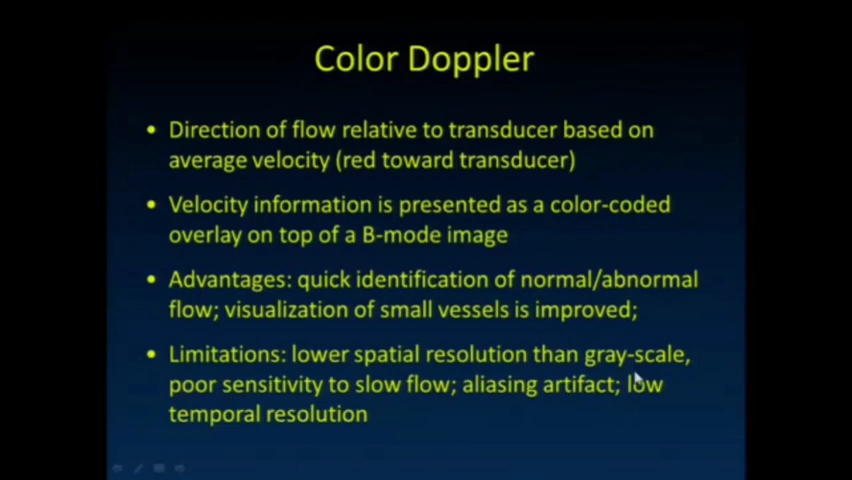 Color Doppler
• Direction of flow relative to transducer based on
average velocity (red toward transducer)
• Velocity information is presented as a color-coded
overlay on top of a B-mode image
• Advantages: quick identification of normal/abnormal
flow; visualization of small vessels is improved;
• Limitations: lower spatial resolution than gray-scale,
poor sensitivity to slow flow; aliasing artifact; low
temporal resolution